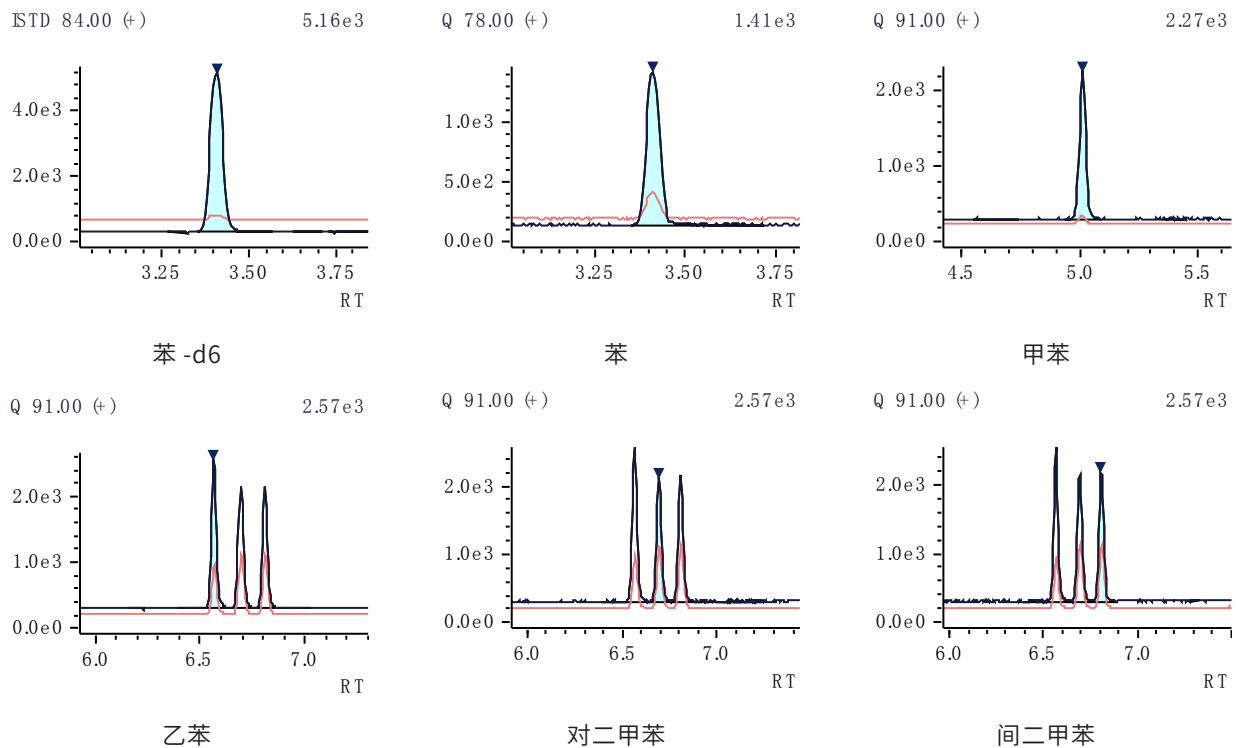 ISTD 84.00 (+) 5.16e3
4.0e3
2.0e3
0.0e0
3.25 3.50 3.75
RT
苯 -d6
Q 78.00 (+) 1.41e3
1.0e3
5.0e2
0.0e0
3.25 3.50 3.75
RT
苯
Q 91.00 (+) 2.27e3
2.0e3
1.0e3
0.0e0
4.5 5.0 5.5
RT
甲苯
Q 91.00 (+) 2.57e3
2.0e3
1.0e3
0.0e0
6.0 6.5 7.0
RT
乙苯
Q 91.00 (+) 2.57e3
2.0e3
1.0e3
0.0e0
6.0 6.5 7.0
RT
对二甲苯
Q 91.00 (+) 2.57e3
2.0e3
1.0e3
0.0e0
6.0 6.5 7.0
RT
间二甲苯